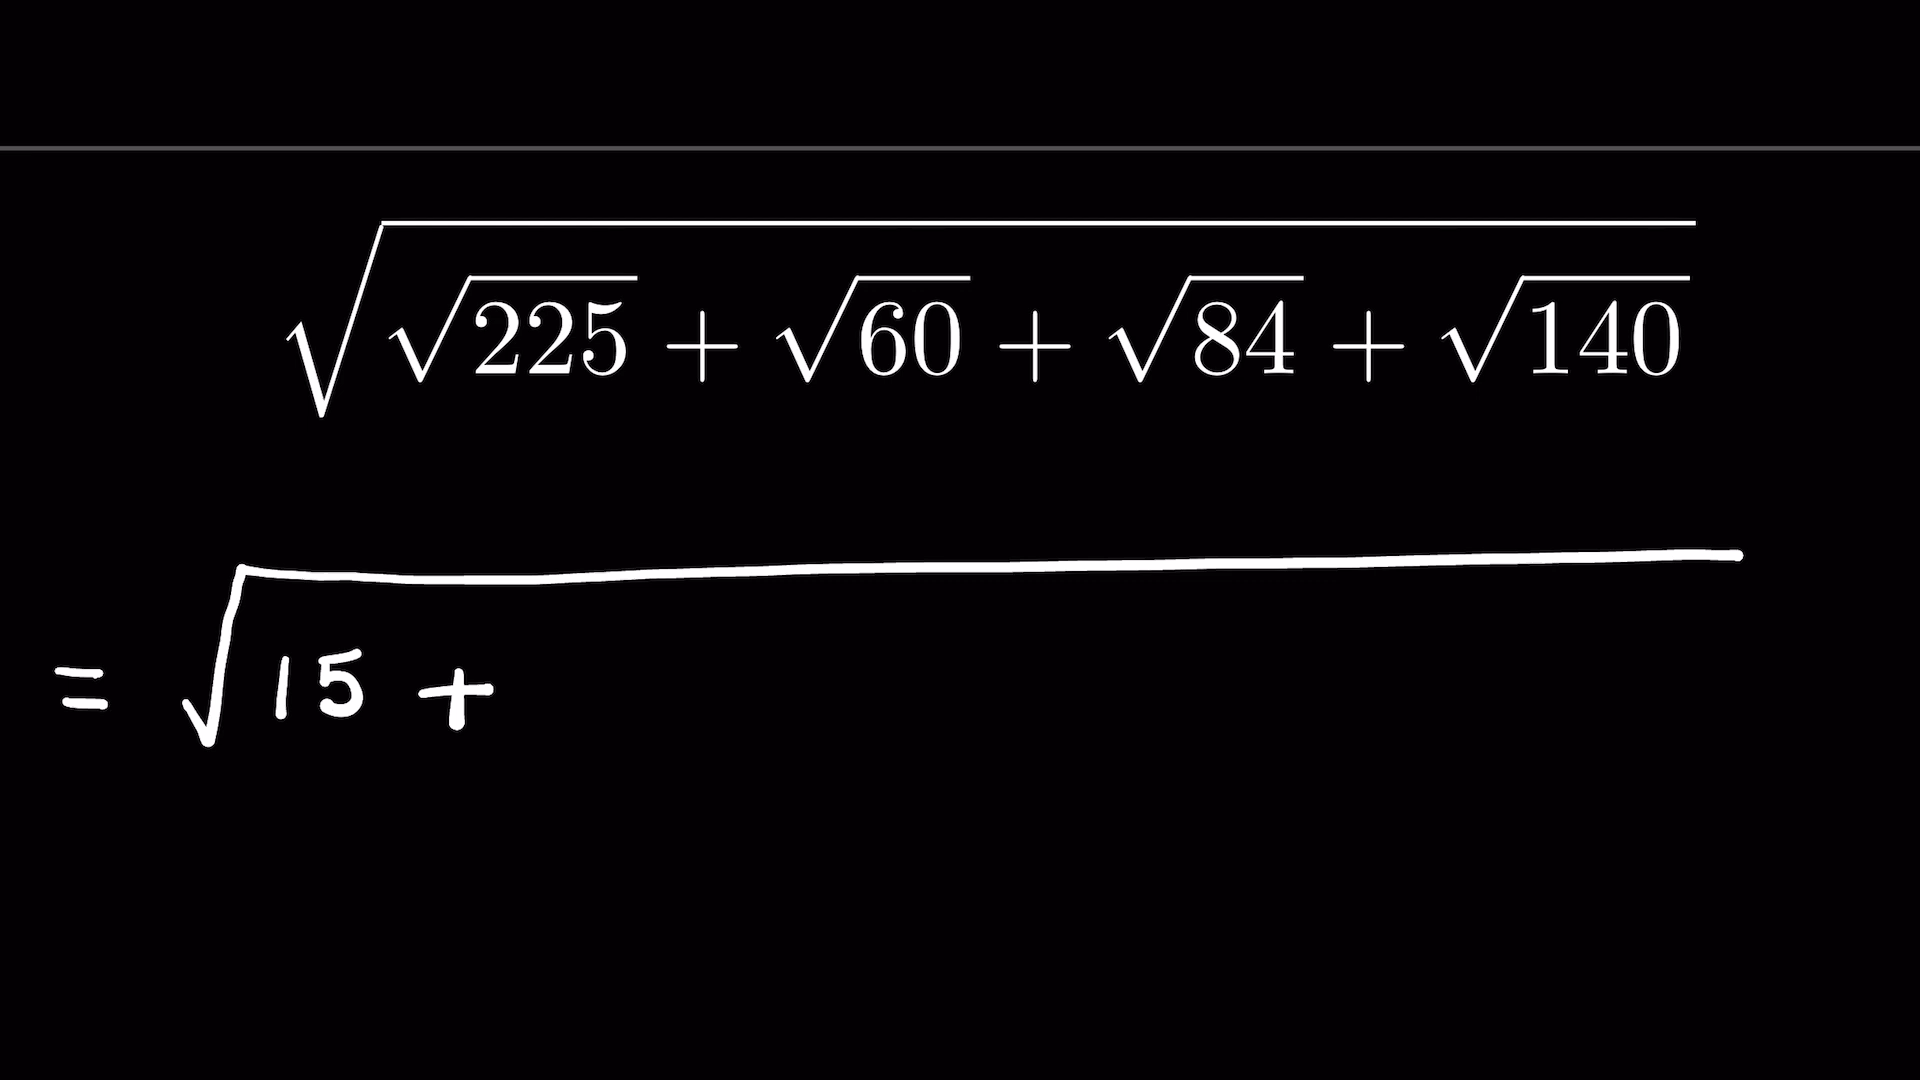 √(√225 + √60 + √84 + √140)
= √(15 +